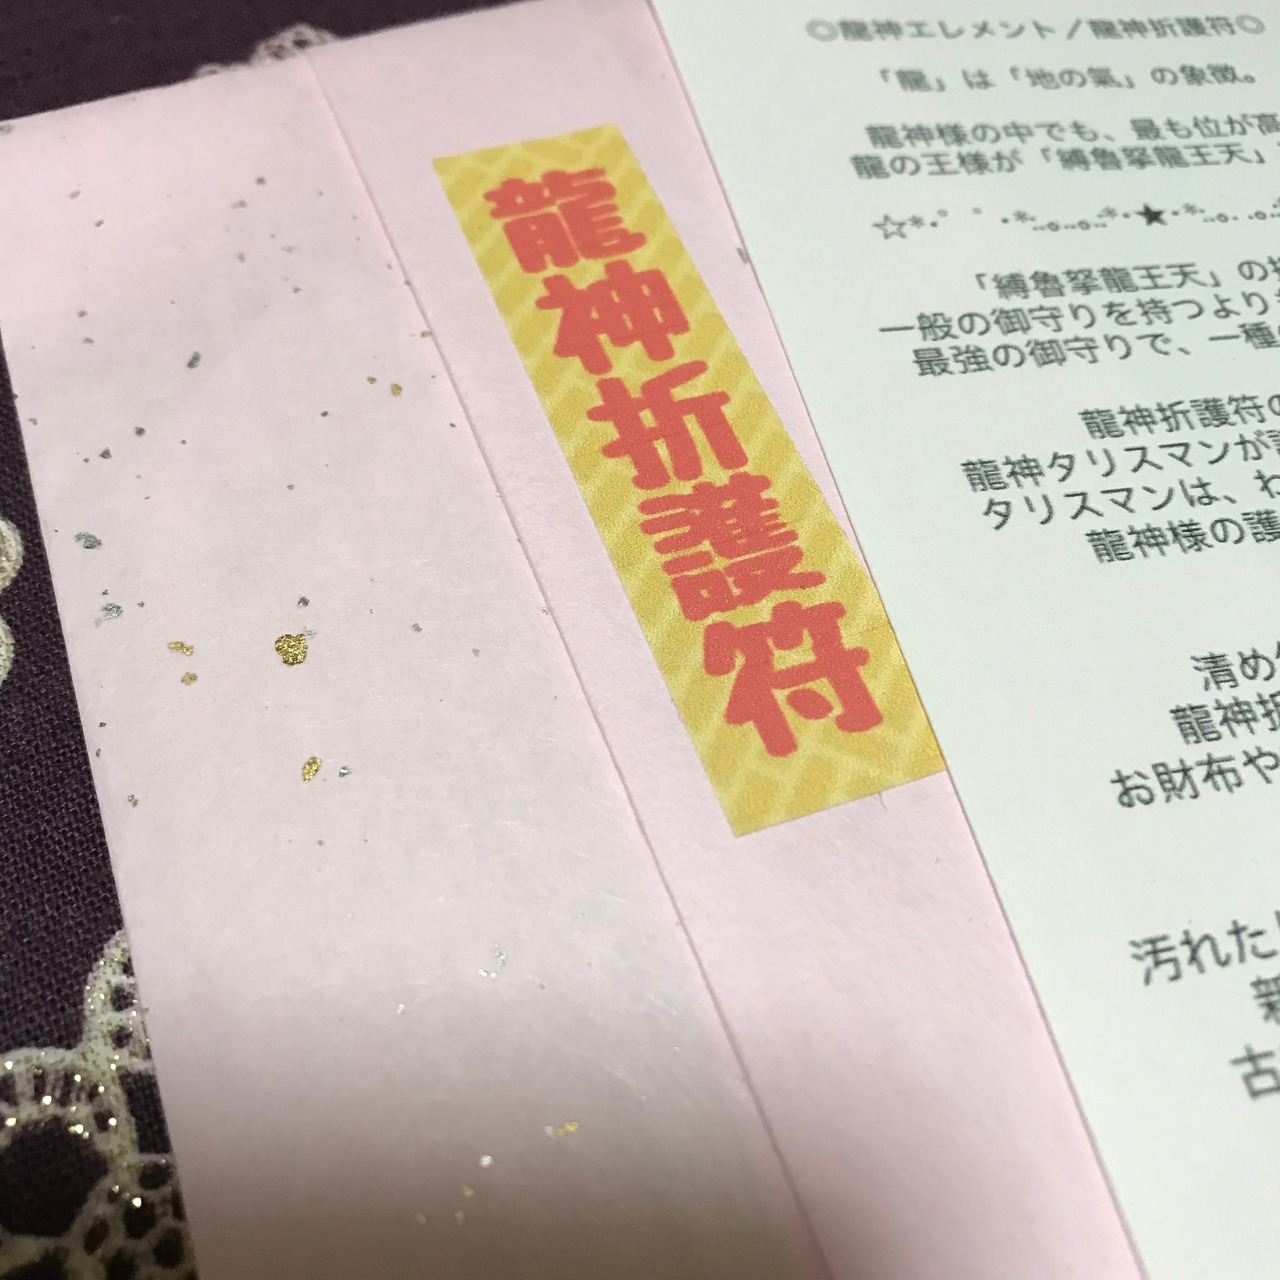 龍神折護符
◎龍神エレメント／龍神折護符◎
「龍」は「地の氣」の象徴。
龍神様の中でも、最も位が高
龍の王様が「縛魯拏龍王天」
「縛魯拏龍王天」の
一般の御守りを持つより
最強の御守りで、一種
龍神折護符の
龍神タリスマンが
タリスマンは、わ
龍神様の護
清め
龍神折
お財布や
汚れた
新
古